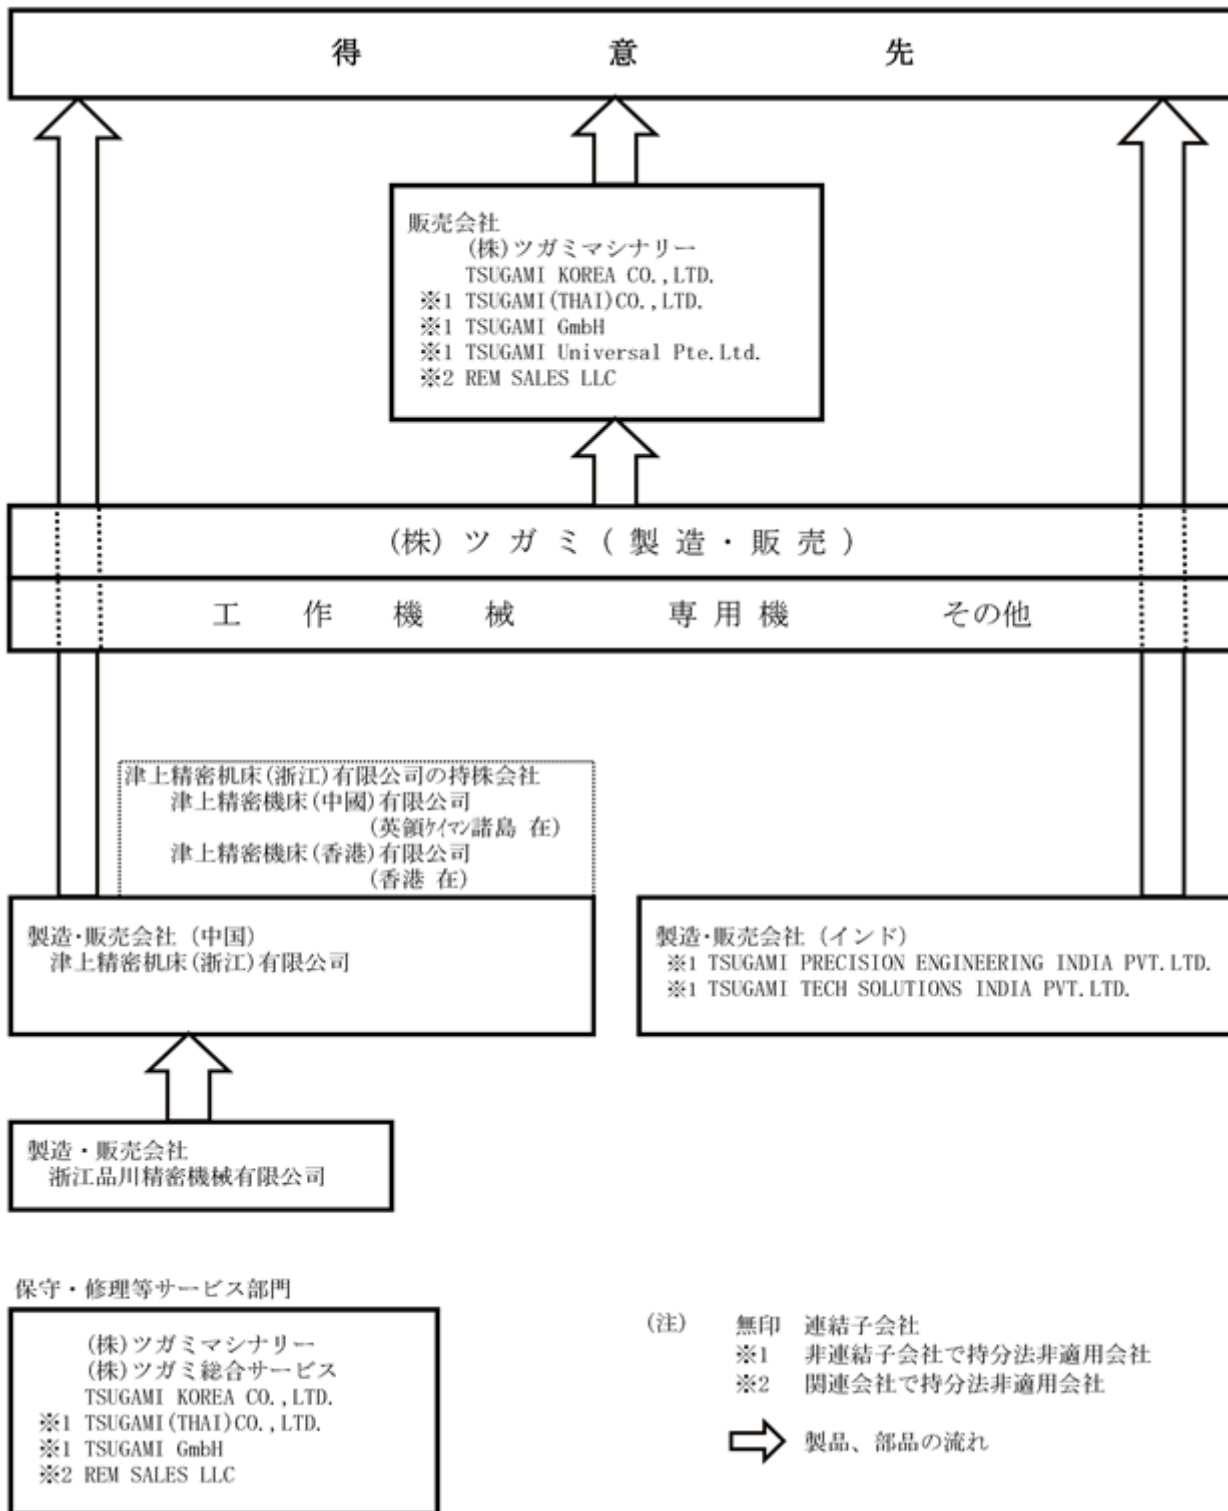 得意先
販売会社
(株)ツガミマシナリー
TSUGAMI KOREA CO.,LTD.
※1 TSUGAMI(THAI)CO.,LTD.
※1 TSUGAMI GmbH
※1 TSUGAMI Universal Pte.Ltd.
※2 REM SALES LLC
(株)ツガミ(製造・販売)
工作機械 専用機 その他
津上精密机床(浙江)有限公司の持株会社
津上精密機床(中國)有限公司
(英領ｹｲﾏﾝ諸島 在)
津上精密機床(香港)有限公司
(香港 在)
製造・販売会社 (中国)
津上精密机床(浙江)有限公司
製造・販売会社 (インド)
※1 TSUGAMI PRECISION ENGINEERING INDIA PVT.LTD.
※1 TSUGAMI TECH SOLUTIONS INDIA PVT.LTD.
製造・販売会社
浙江品川精密機械有限公司
保守・修理等サービス部門
(株)ツガミマシナリー
(株)ツガミ総合サービス
TSUGAMI KOREA CO.,LTD.
※1 TSUGAMI(THAI)CO.,LTD.
※1 TSUGAMI GmbH
※2 REM SALES LLC
(注) 無印 連結子会社
※1 非連結子会社で持分法非適用会社
※2 関連会社で持分法非適用会社
製品、部品の流れ